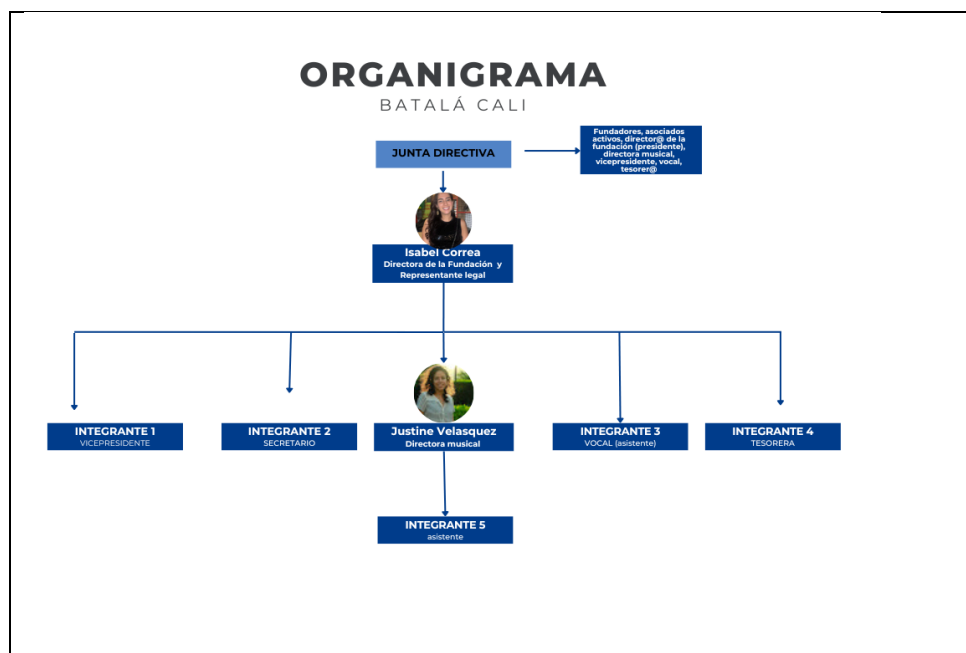 ORGANIGRAMA
BATALÁ CALI
JUNTA DIRECTIVA
Fundadores, asociados
activos, director@ de la
fundación (presidente),
directora musical,
vicepresidente, vocal,
tesorer@
Isabel Correa
Directora de la Fundación y
Representante legal
INTEGRANTE 1
VICEPRESIDENTE
INTEGRANTE 2
SECRETARIO
Justine Velasquez
Directora musical
INTEGRANTE 3
VOCAL (asistente)
INTEGRANTE 4
TESORERA
INTEGRANTE 5
asistente